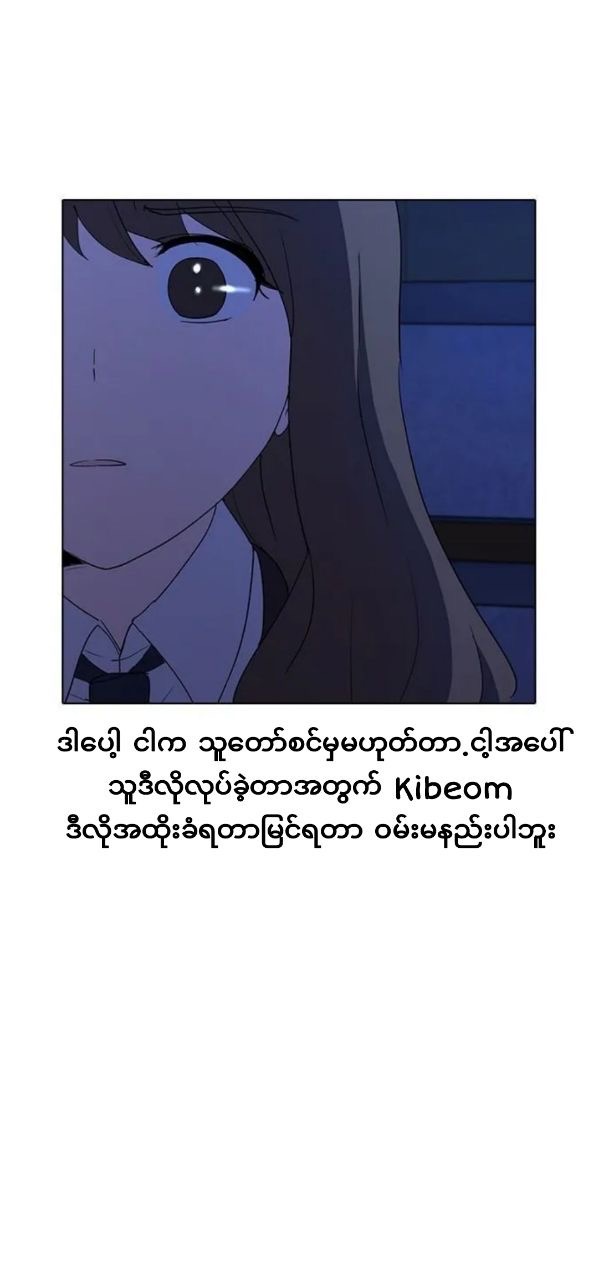 ဒါပေါ့ ငါက သူတော်စင်မှမဟုတ်တာ.ငါ့အပေါ်
သူဒီလိုလုပ်ခဲ့တာအတွက် Kibeom
ဒီလိုအထိုးခံရတာမြင်ရတာ ဝမ်းမနည်းပါဘူး